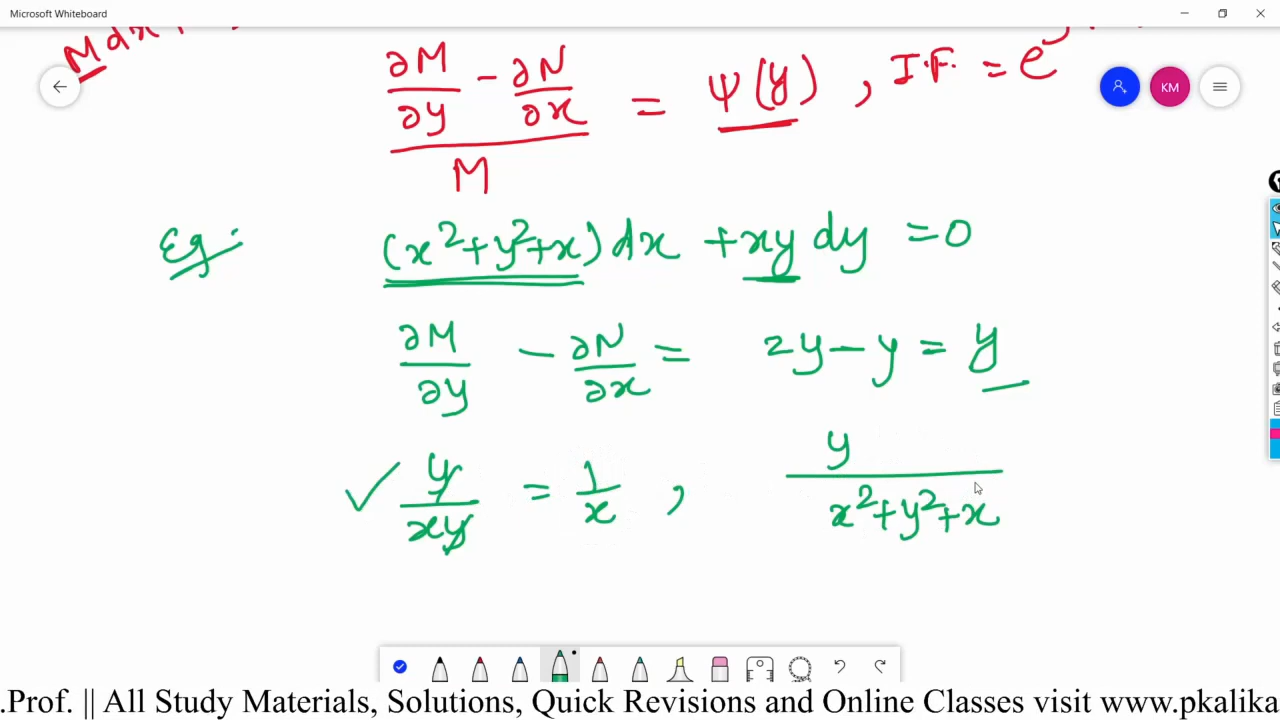 Microsoft Whiteboard
M dx +
∂M/∂y - ∂N/∂x / M = ψ(y), I.F. = e^∫
KM
Eg: (x²+y²+x) dx + xy dy = 0
∂M/∂y - ∂N/∂x = 2y - y = y
✓ y/xy = 1/x , y/x²+y²+x
.Prof. || All Study Materials, Solutions, Quick Revisions and Online Classes visit www.pkalika